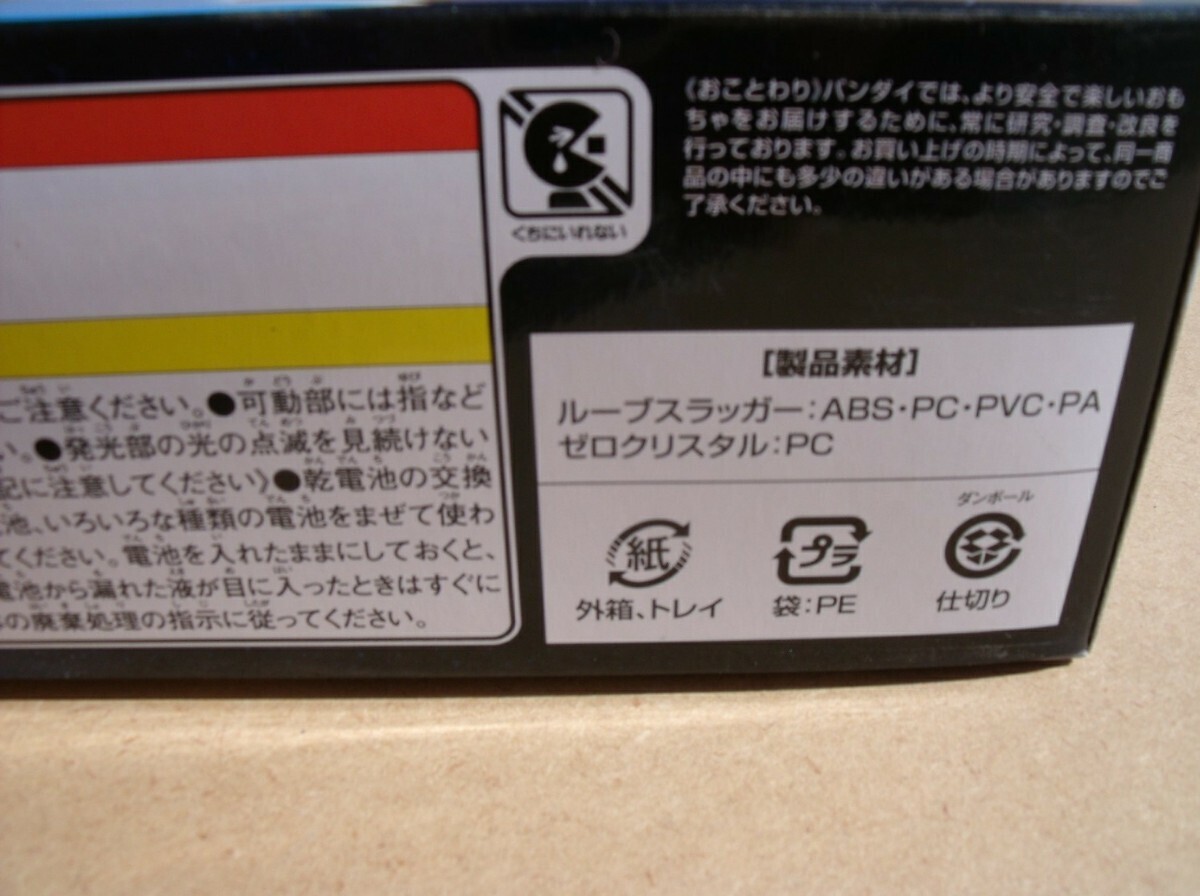 《おことわり》バンダイでは、より安全で楽しいおも
ちゃをお届けするために、常に研究・調査・改良を
行っております。お買い上げの時期によって、同一商
品の中にも多少の違いがある場合がありますのでご
了承ください。
くちにいれない
ご注意ください。●可動部には指など
い。●発光部の光の点滅を見続けない
記に注意してください》●乾電池の交換
池、いろいろな種類の電池をまぜて使わ
てください。電池を入れたままにしておくと、
電池から漏れた液が目に入ったときはすぐに
の廃棄処理の指示に従ってください。
[製品素材]
ルーブスラッガー：ABS・PC・PVC・PA
ゼロクリスタル：PC
ダンボール
紙
プラ
外箱、トレイ
袋：PE
仕切り